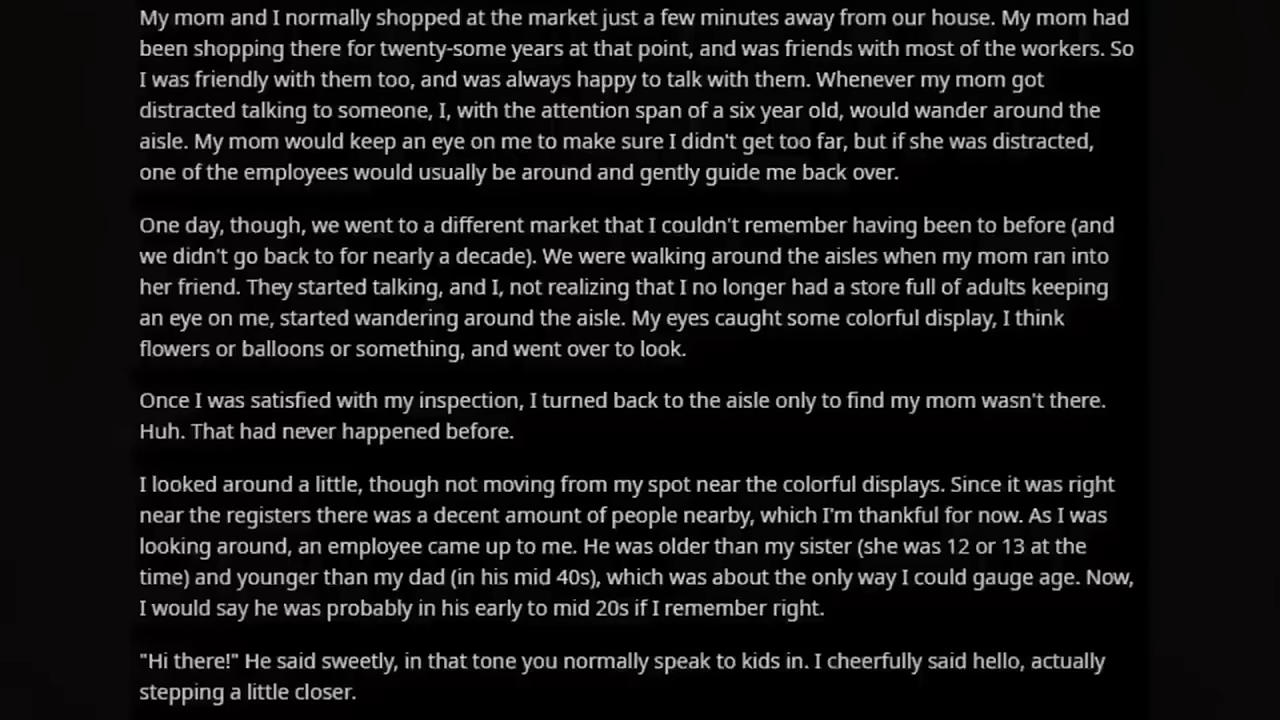 My mom and I normally shopped at the market just a few minutes away from our house. My mom had
been shopping there for twenty-some years at that point, and was friends with most of the workers. So
I was friendly with them too, and was always happy to talk with them. Whenever my mom got
distracted talking to someone, I, with the attention span of a six year old, would wander around the
aisle. My mom would keep an eye on me to make sure I didn't get too far, but if she was distracted,
one of the employees would usually be around and gently guide me back over.
One day, though, we went to a different market that I couldn't remember having been to before (and
we didn't go back to for nearly a decade). We were walking around the aisles when my mom ran into
her friend. They started talking, and I, not realizing that I no longer had a store full of adults keeping
an eye on me, started wandering around the aisle. My eyes caught some colorful display, I think
flowers or balloons or something, and went over to look.
Once I was satisfied with my inspection, I turned back to the aisle only to find my mom wasn't there.
Huh. That had never happened before.
I looked around a little, though not moving from my spot near the colorful displays. Since it was right
near the registers there was a decent amount of people nearby, which I'm thankful for now. As I was
looking around, an employee came up to me. He was older than my sister (she was 12 or 13 at the
time) and younger than my dad (in his mid 40s), which was about the only way I could gauge age. Now,
I would say he was probably in his early to mid 20s if I remember right.
"Hi there!" He said sweetly, in that tone you normally speak to kids in. I cheerfully said hello, actually
stepping a little closer.